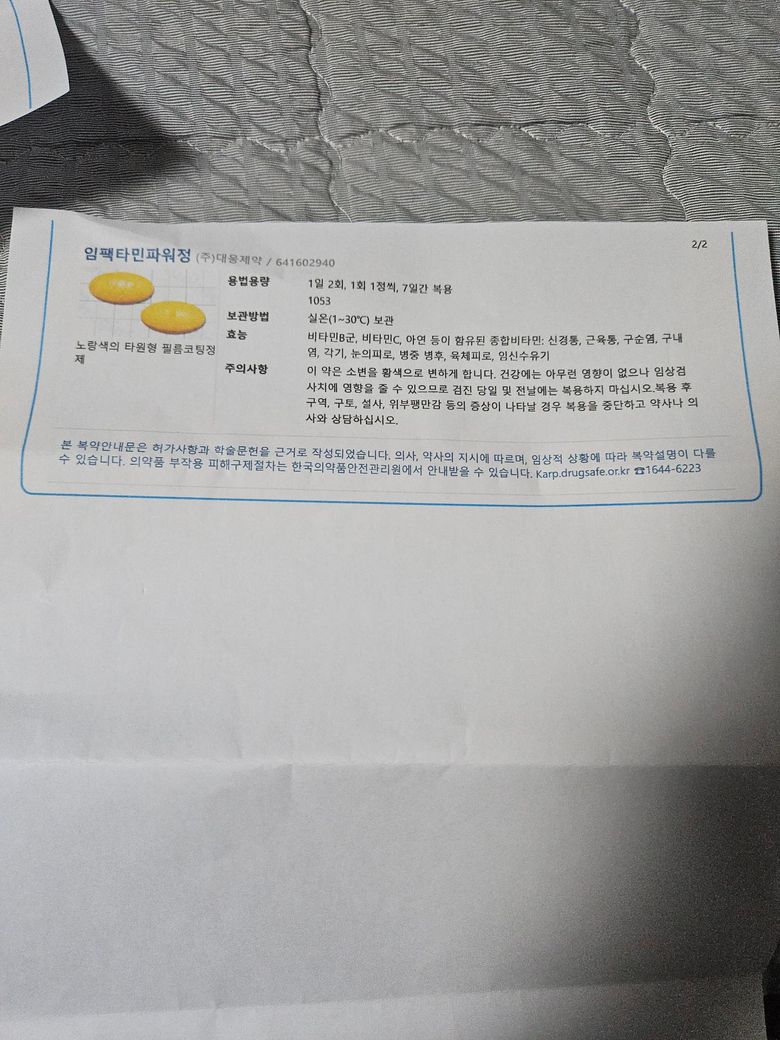 2/2
임팩타민파워정 (주)대웅제약 / 641602940
용법용량 1일 2회, 1회 1정씩, 7일간 복용
1053
보관방법 실온(1~30℃) 보관
효능 비타민B군, 비타민C, 아연 등이 함유된 종합비타민: 신경통, 근육통, 구순염, 구내
염, 각기, 눈의피로, 병중 병후, 육체피로, 임신수유기
노랑색의 타원형 필름코팅정
제
주의사항 이 약은 소변을 황색으로 변하게 합니다. 건강에는 아무런 영향이 없으나 임상검
사치에 영향을 줄 수 있으므로 검진 당일 및 전날에는 복용하지 마십시오.복용 후
구역, 구토, 설사, 위부팽만감 등의 증상이 나타날 경우 복용을 중단하고 약사나 의
사와 상담하십시오.
본 복약안내문은 허가사항과 학술문헌을 근거로 작성되었습니다. 의사, 약사의 지시에 따르며, 임상적 상황에 따라 복약설명이 다를
수 있습니다. 의약품 부작용 피해구제절차는 한국의약품안전관리원에서 안내받을 수 있습니다. Karp.drugsafe.or.kr ☎1644-6223